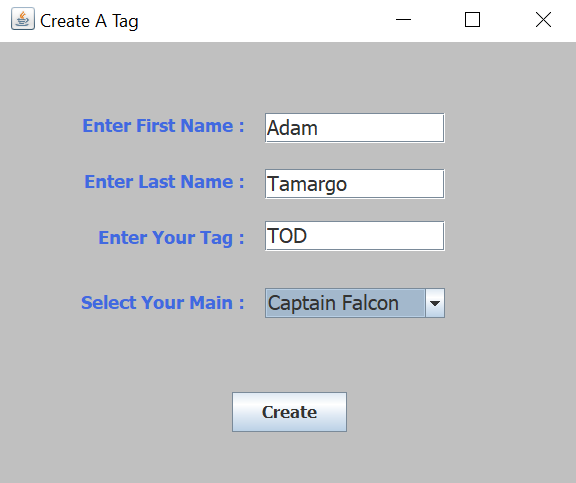 Create A Tag
Enter First Name : Adam
Enter Last Name : Tamargo
Enter Your Tag : TOD
Select Your Main : Captain Falcon
Create